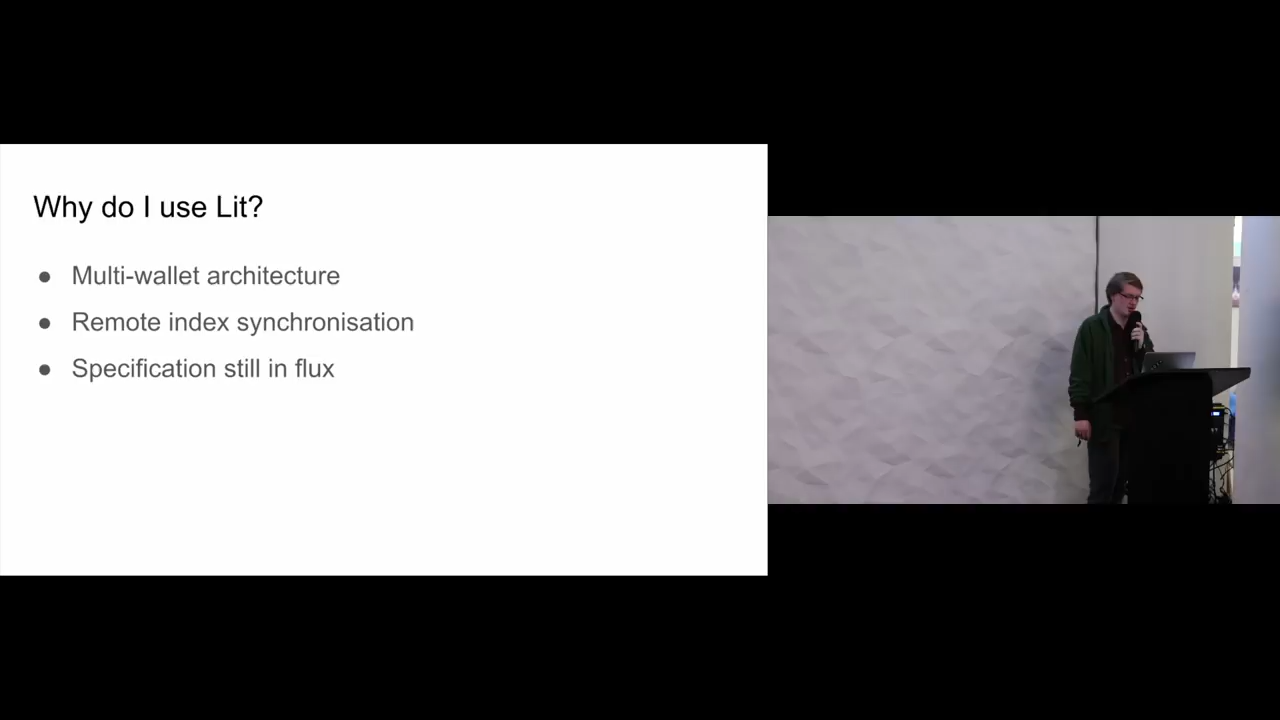 Why do I use Lit?
● Multi-wallet architecture
● Remote index synchronisation
● Specification still in flux